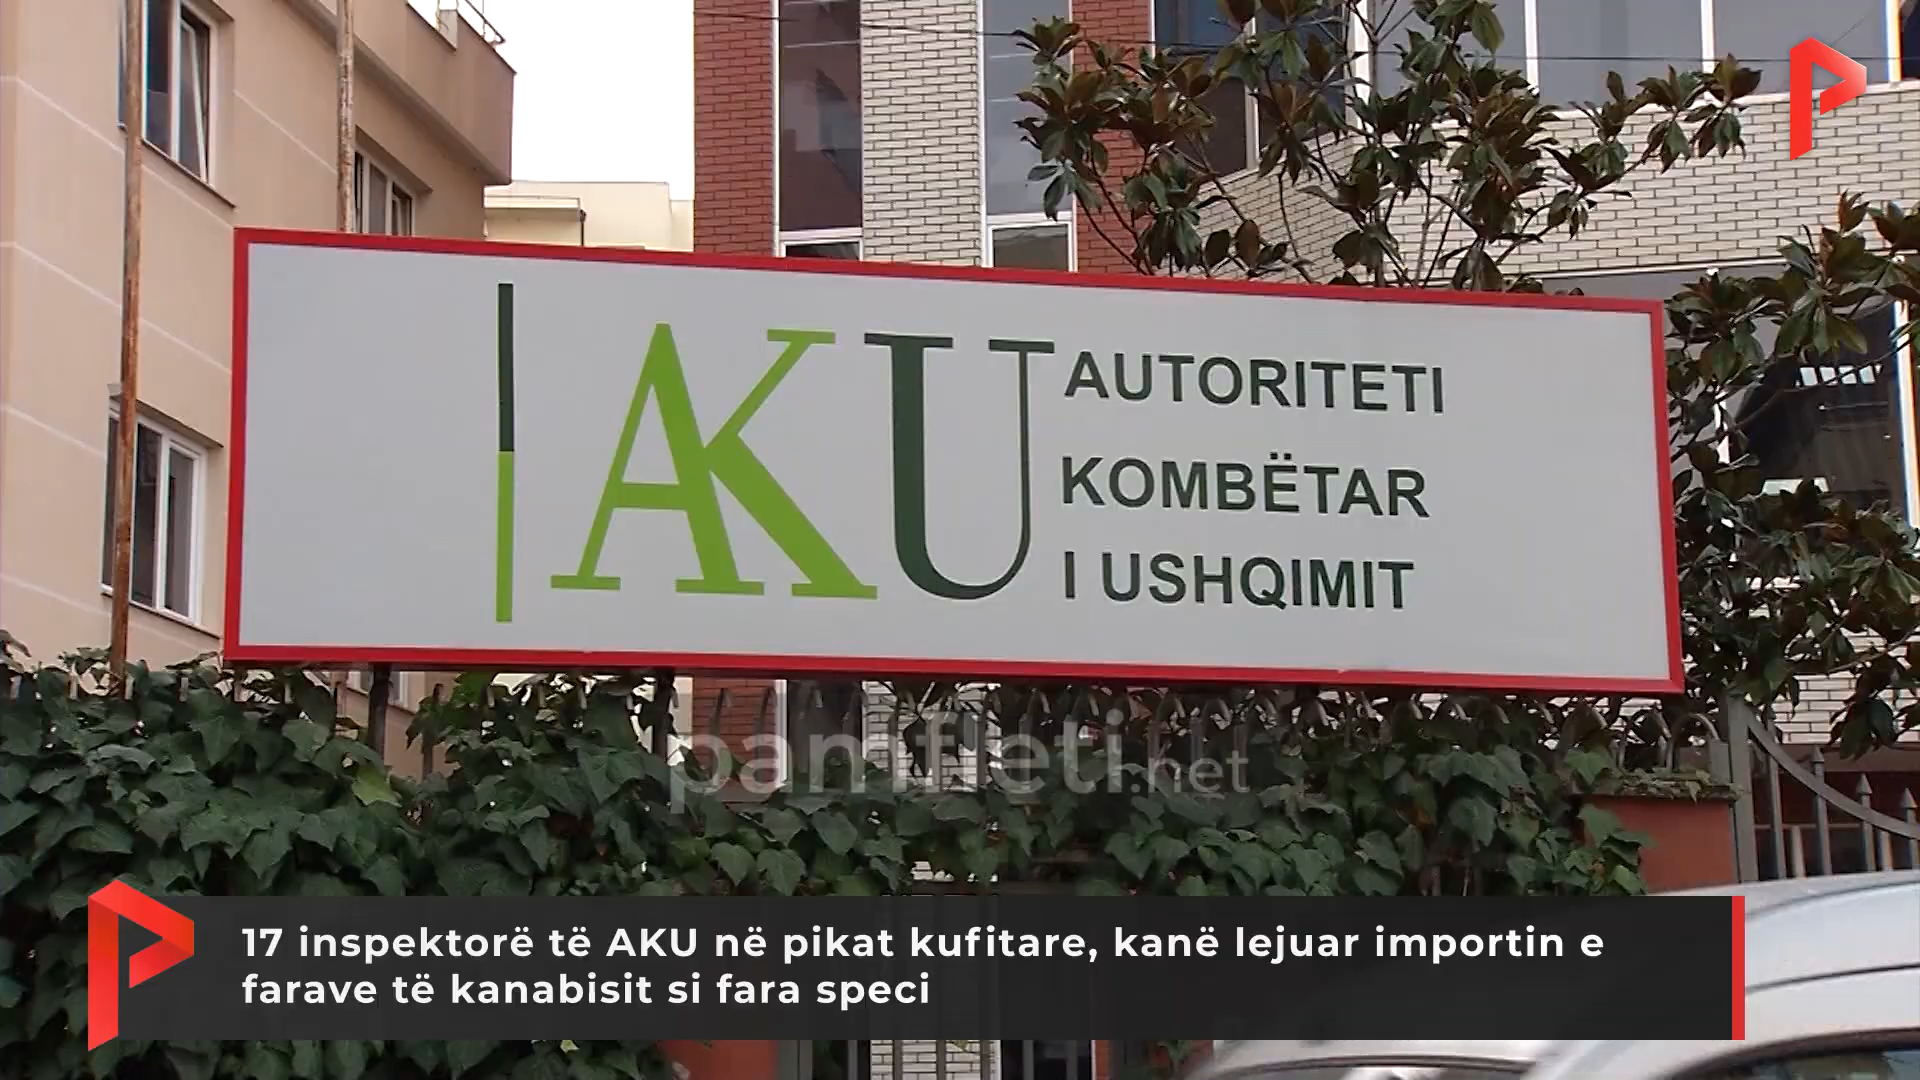 AKU
AUTORITETI
KOMBËTAR
I USHQIMIT
pamfleti.net
17 inspektorë të AKU në pikat kufitare, kanë lejuar importin e
farave të kanabisit si fara speci